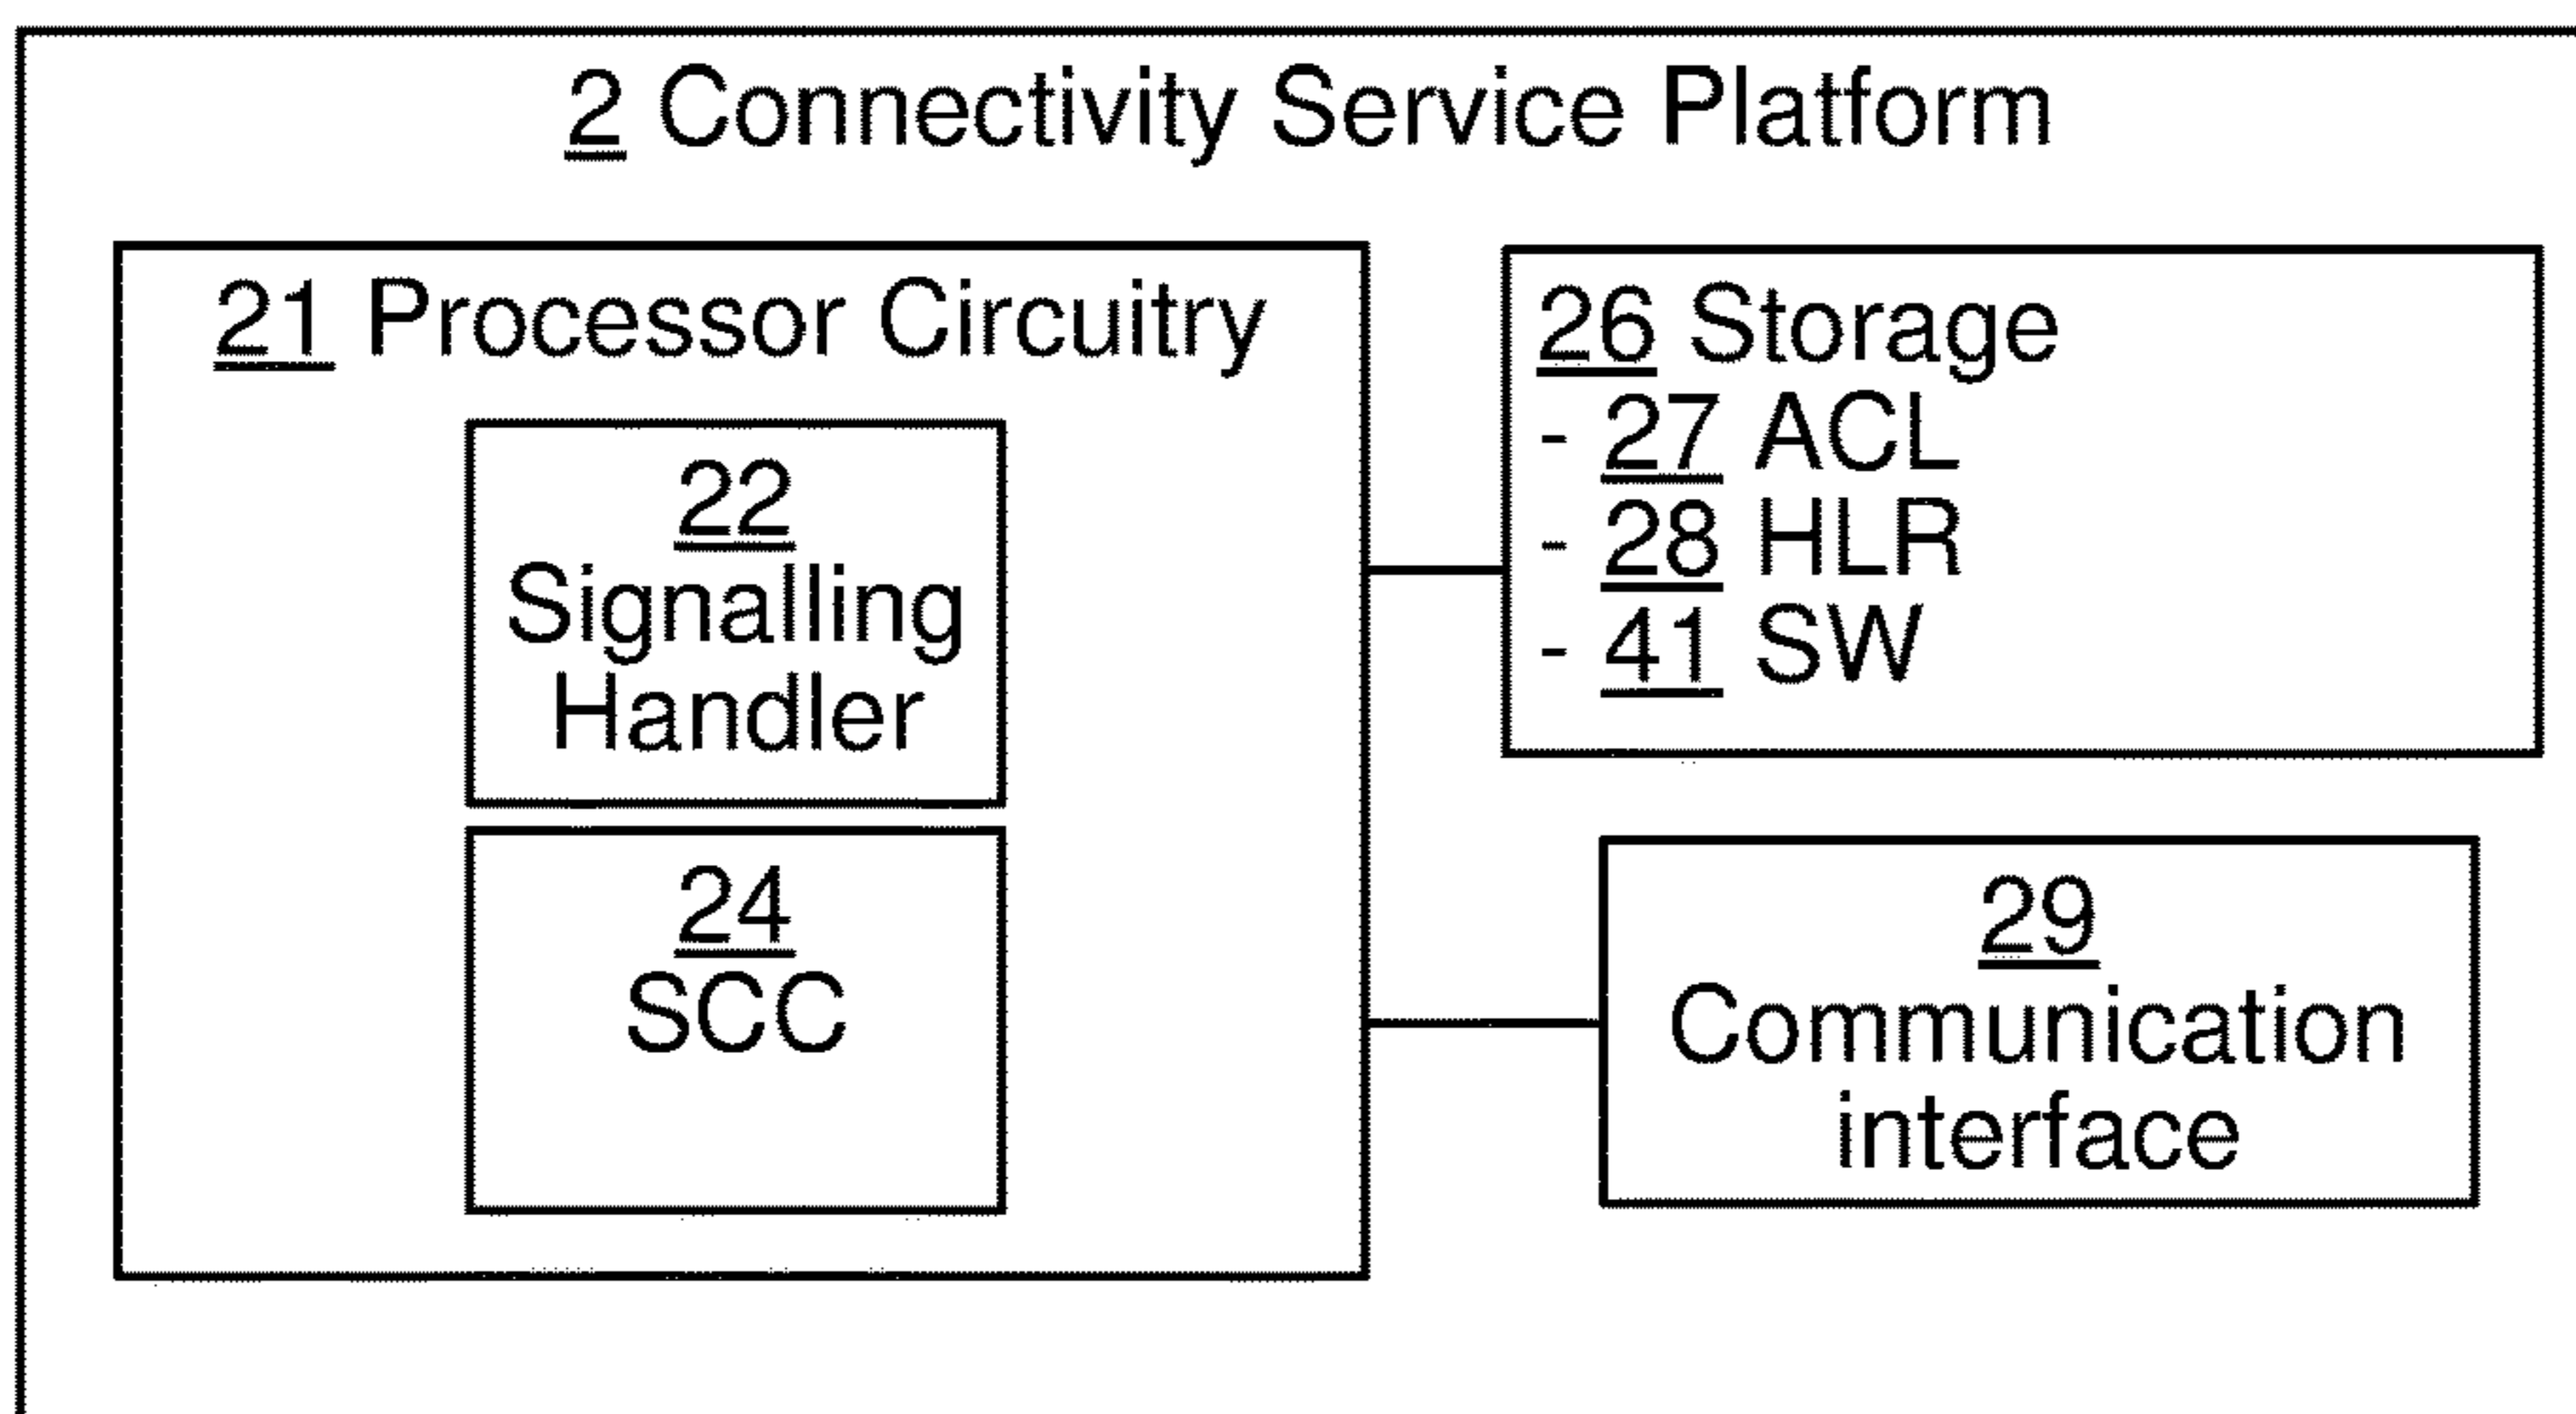 2 Connectivity Service Platform
21 Processor Circuitry
22
Signalling
Handler
24
SCC
26 Storage
- 27 ACL
- 28 HLR
- 41 SW
29
Communication
interface